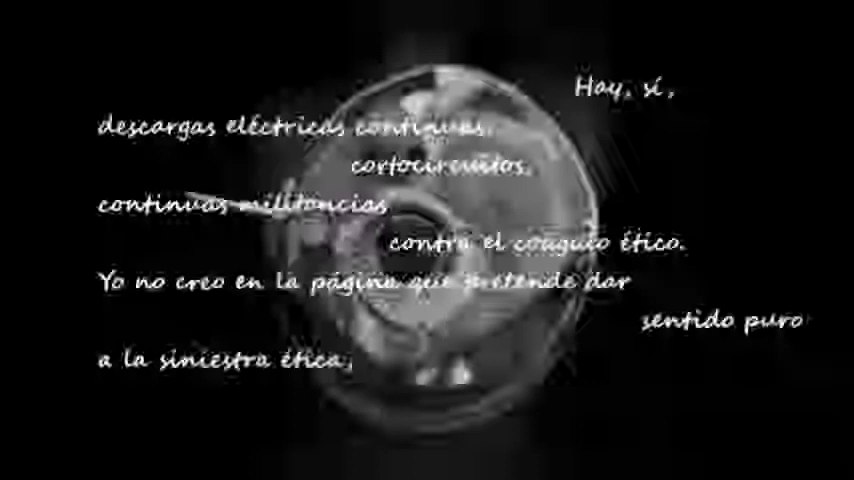 Hay, sí,
descargas eléctricas continuas,
cortocircuitos,
continuas militancias
contra el coágulo ético.
Yo no creo en la página que pretende dar
sentido puro
a la siniestra ética,